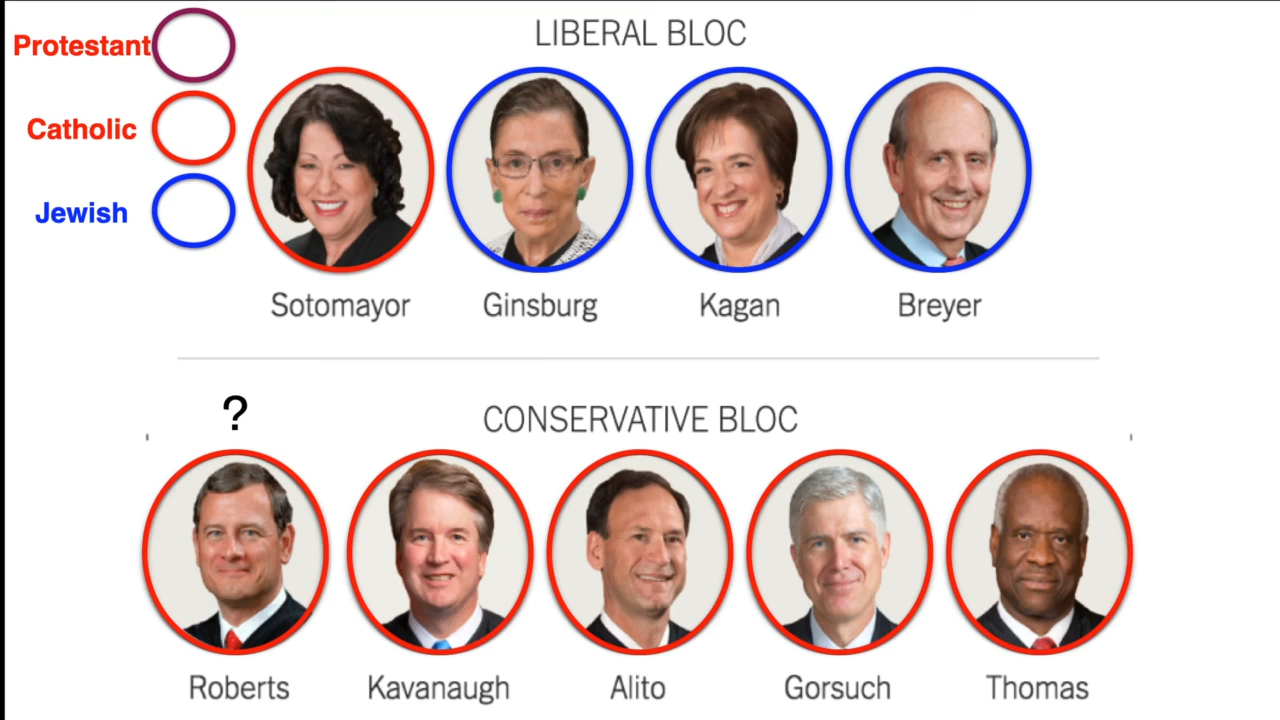 Protestant
Catholic
Jewish
LIBERAL BLOC
Sotomayor
Ginsburg
Kagan
Breyer
?
CONSERVATIVE BLOC
Roberts
Kavanaugh
Alito
Gorsuch
Thomas